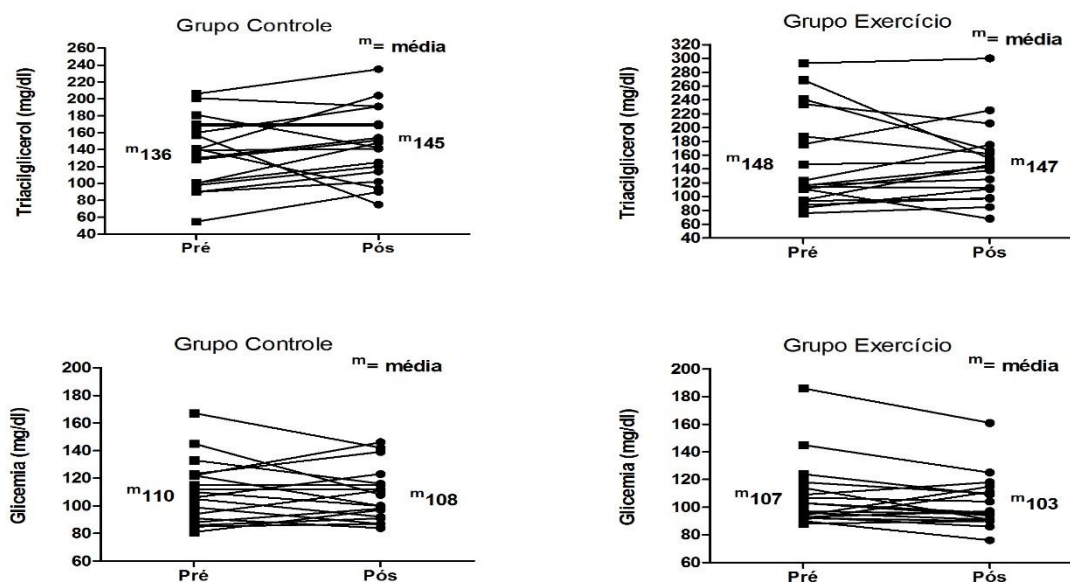 Grupo Controle
m= média
Triacilglicerol (mg/dl)
260
240
220
200
180
160
140
120
100
80
60
40
m136
m145
Pré
Pós
Grupo Exercício
m= média
Triacilglicerol (mg/dl)
320
300
280
260
240
220
200
180
160
140
120
100
80
60
40
m148
m147
Pré
Pós
Grupo Controle
m= média
Glicemia (mg/dl)
200
180
160
140
120
100
80
60
m110
m108
Pré
Pós
Grupo Exercício
m= média
Glicemia (mg/dl)
200
180
160
140
120
100
80
60
m107
m103
Pré
Pós